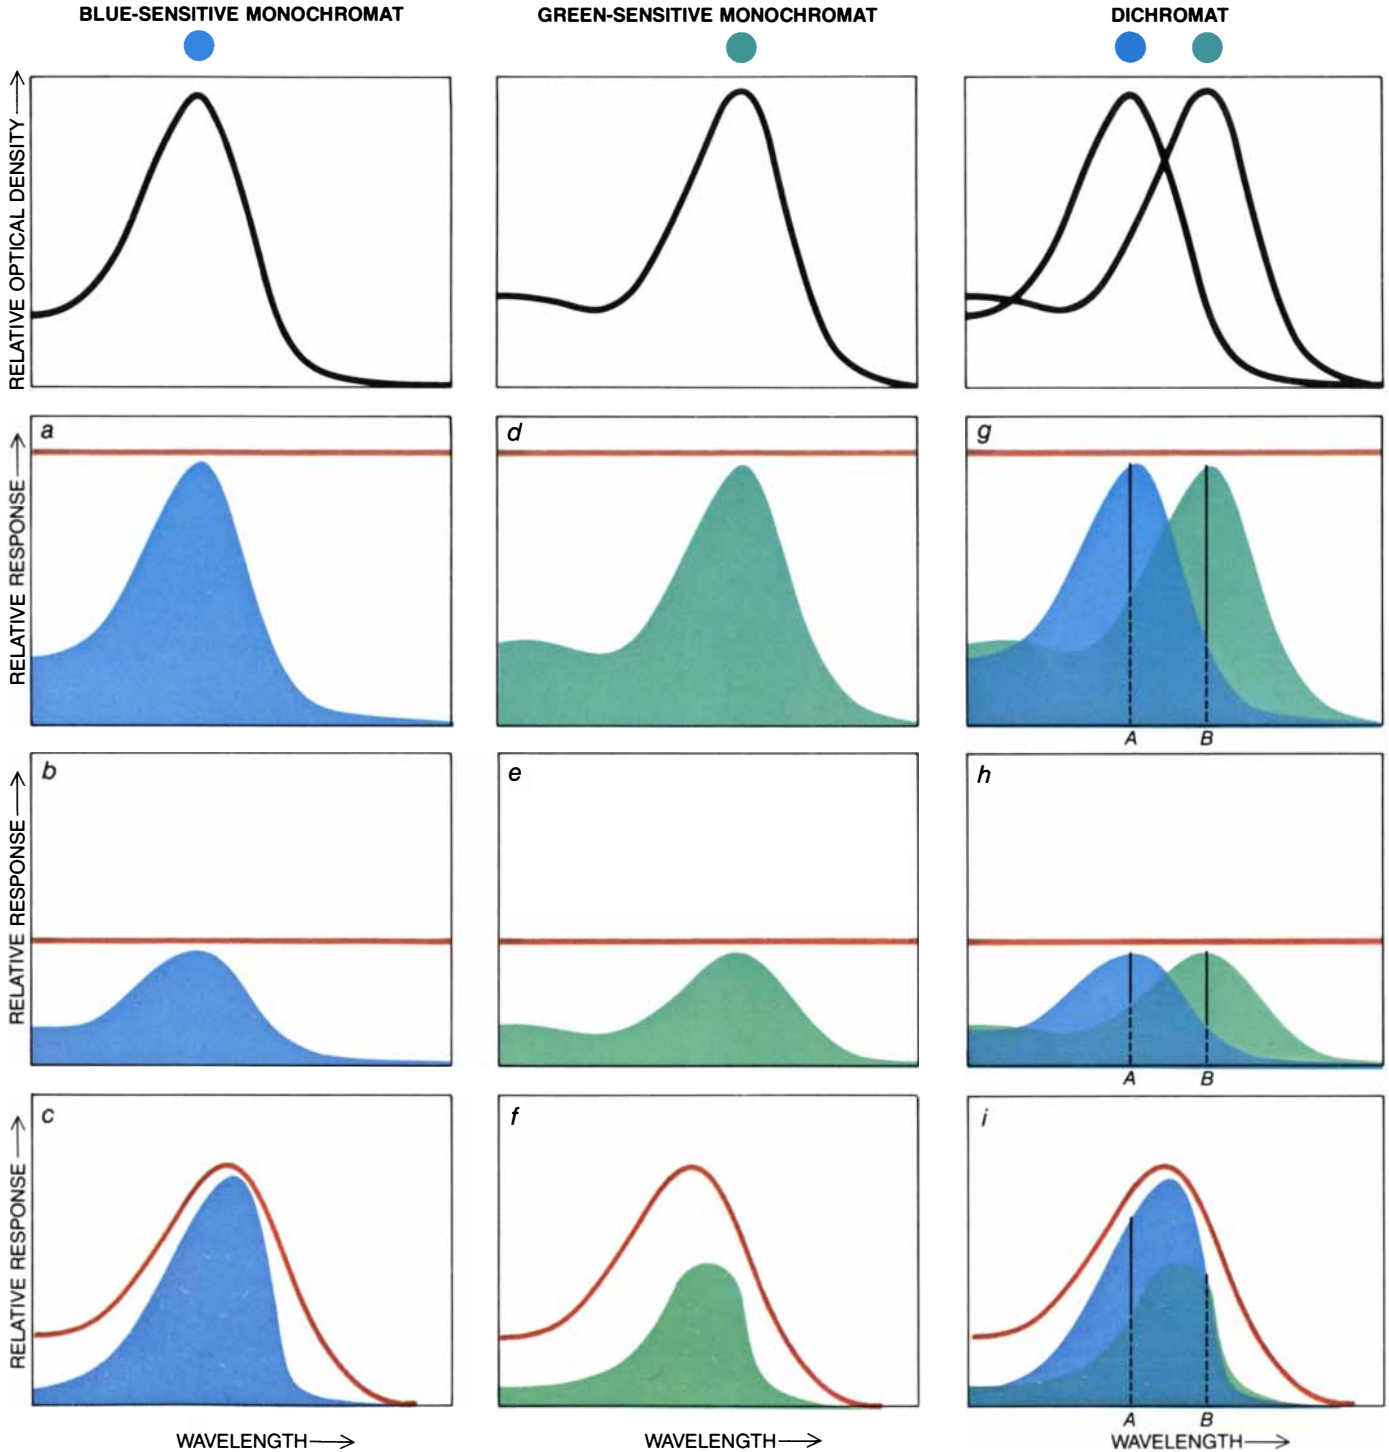 BLUE-SENSITIVE MONOCHROMAT
GREEN-SENSITIVE MONOCHROMAT
DICHROMAT
RELATIVE OPTICAL DENSITY
RELATIVE RESPONSE
a
d
g
A B
RELATIVE RESPONSE
b
e
h
A B
RELATIVE RESPONSE
c
f
i
A B
WAVELENGTH
WAVELENGTH
WAVELENGTH